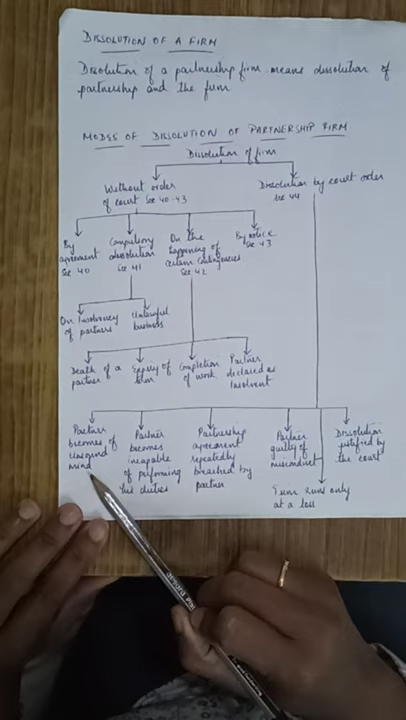 DISSOLUTION OF A FIRM
Dissolution of a partnership firm means dissolution of
partnership and the firm
MODES OF DISSOLUTION OF PARTNERSHIP FIRM
Dissolution of firm
Without order
of court Sec 40-43
Dissolution by court order
Sec 44
By
agreement
Sec 40
Compulsory
dissolution
Sec 41
On the
happening of
certain contingencies
Sec 42
By notice
Sec 43
On Insolvency
of partners
Unlawful
business
Death of a
partner
Expiry of
term
Completion
of work
Partner
declared as
Insolvent
Partner
becomes of
unsound
mind
Partner
becomes
incapable
of performing
his duties
Partnership
agreement
repeatedly
breached by
partner
Partner
guilty of
misconduct
Firm runs only
at a loss
Dissolution
justified by
the court